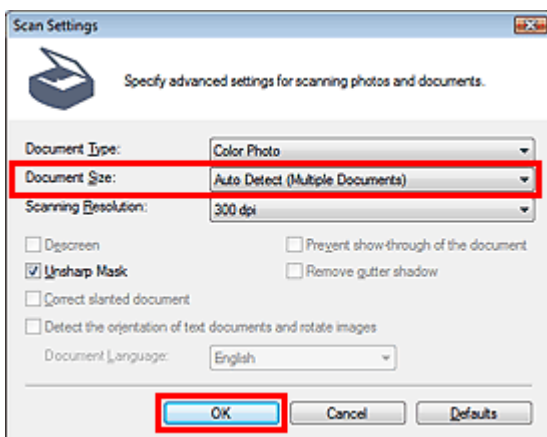 Scan Settings
Specify advanced settings for scanning photos and documents.
Document Type: Color Photo
Document Size: Auto Detect (Multiple Documents)
Scanning Resolution: 300 dpi
Descreen Prevent show-through of the document
Unsharp Mask Remove gutter shadow
Correct slanted document
Detect the orientation of text documents and rotate images
Document Language: English
OK Cancel Defaults